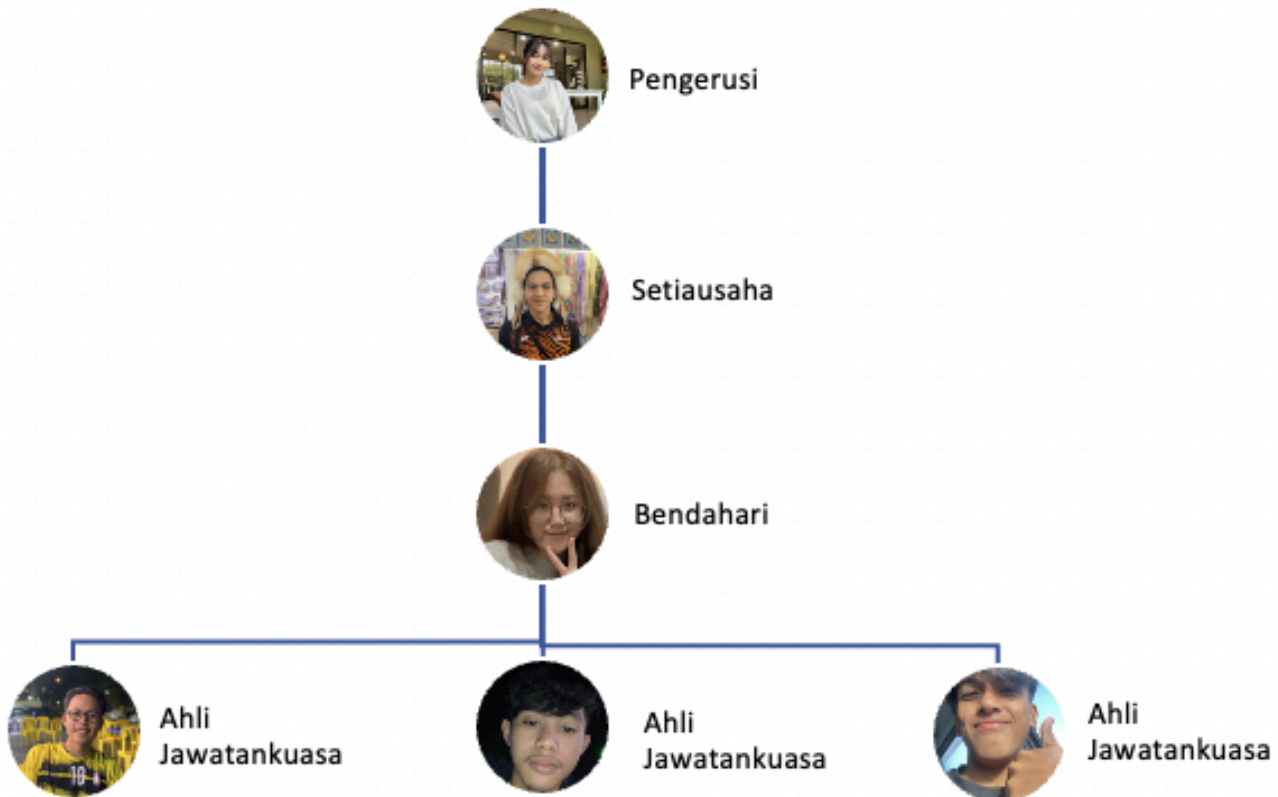 Pengerusi
Setiausaha
Bendahari
Ahli
Jawatankuasa
Ahli
Jawatankuasa
Ahli
Jawatankuasa